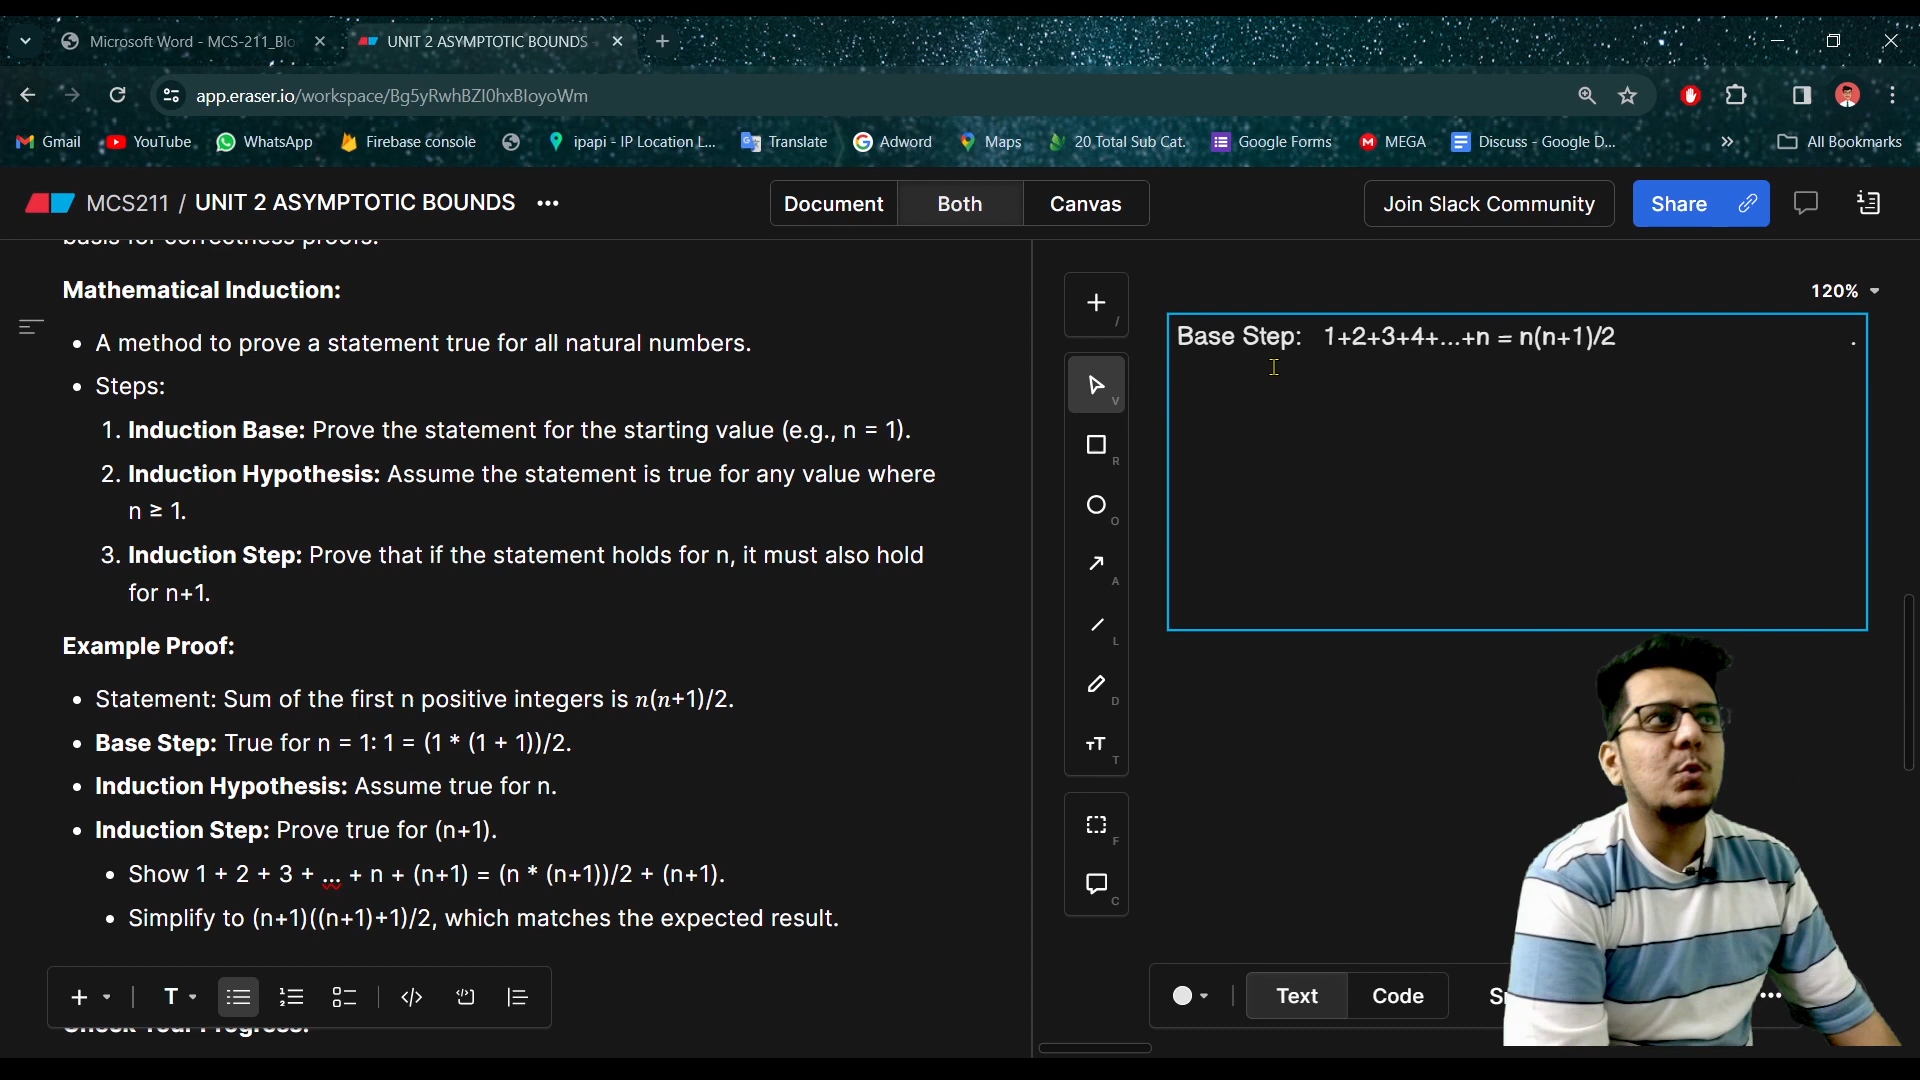 Microsoft Word - MCS-211_Blo
UNIT 2 ASYMPTOTIC BOUNDS
app.eraser.io/workspace/Bg5yRwhBZI0hxBloyoWm
Gmail
YouTube
WhatsApp
Firebase console
ipapi - IP Location L...
Translate
Adword
Maps
20 Total Sub Cat.
Google Forms
MEGA
Discuss - Google D...
»
All Bookmarks
MCS211 / UNIT 2 ASYMPTOTIC BOUNDS •••
Document
Both
Canvas
Join Slack Community
Share
basis for correctness proofs.
Mathematical Induction:
• A method to prove a statement true for all natural numbers.
• Steps:
1. Induction Base: Prove the statement for the starting value (e.g., n = 1).
2. Induction Hypothesis: Assume the statement is true for any value where
n ≥ 1.
3. Induction Step: Prove that if the statement holds for n, it must also hold
for n+1.
Example Proof:
• Statement: Sum of the first n positive integers is n(n+1)/2.
• Base Step: True for n = 1: 1 = (1 * (1 + 1))/2.
• Induction Hypothesis: Assume true for n.
• Induction Step: Prove true for (n+1).
• Show 1 + 2 + 3 + ... + n + (n+1) = (n * (n+1))/2 + (n+1).
• Simplify to (n+1)((n+1)+1)/2, which matches the expected result.
Check Your Progress:
T
/
V
R
O
A
L
D
TT
T
F
C
120%
Base Step: 1+2+3+4+...+n = n(n+1)/2 .
Text
Code